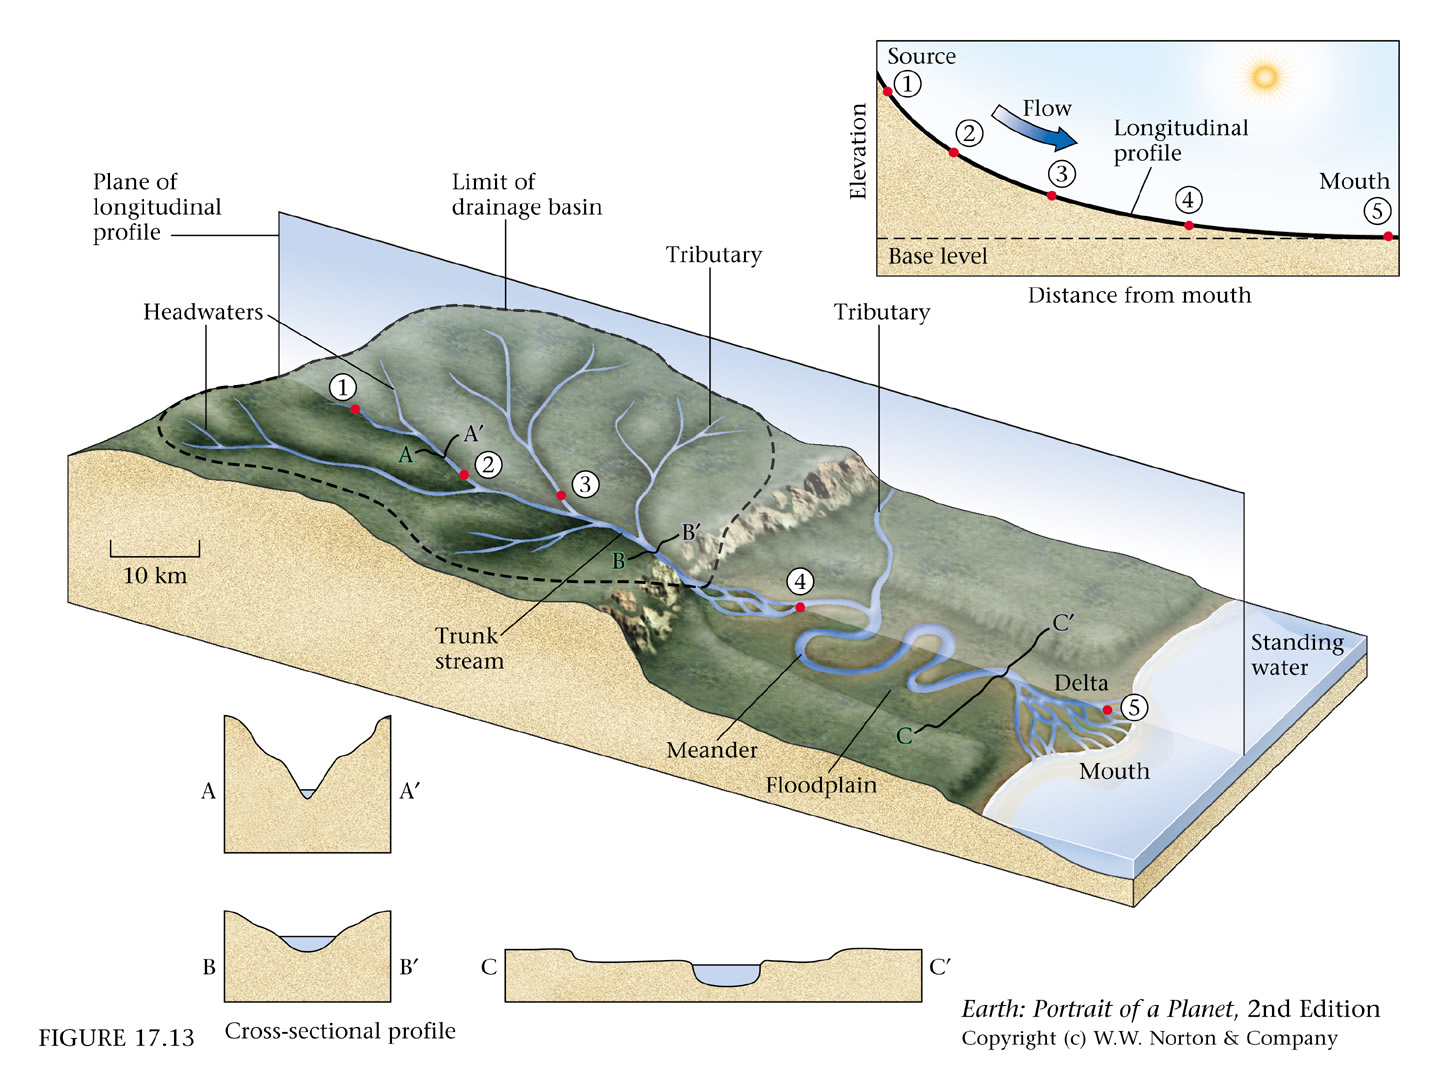 Source
1
2
Flow
3
Longitudinal
profile
4
Mouth
5
Elevation
Base level
Distance from mouth
Plane of
longitudinal
profile
Limit of
drainage basin
Tributary
Headwaters
Tributary
1
A
A′
2
3
B
B′
10 km
4
Trunk
stream
C′
Standing
water
Delta
5
C
Meander
Floodplain
Mouth
A
A′
B
B′
C
C′
Earth: Portrait of a Planet, 2nd Edition
FIGURE 17.13
Cross-sectional profile
Copyright (c) W.W. Norton & Company